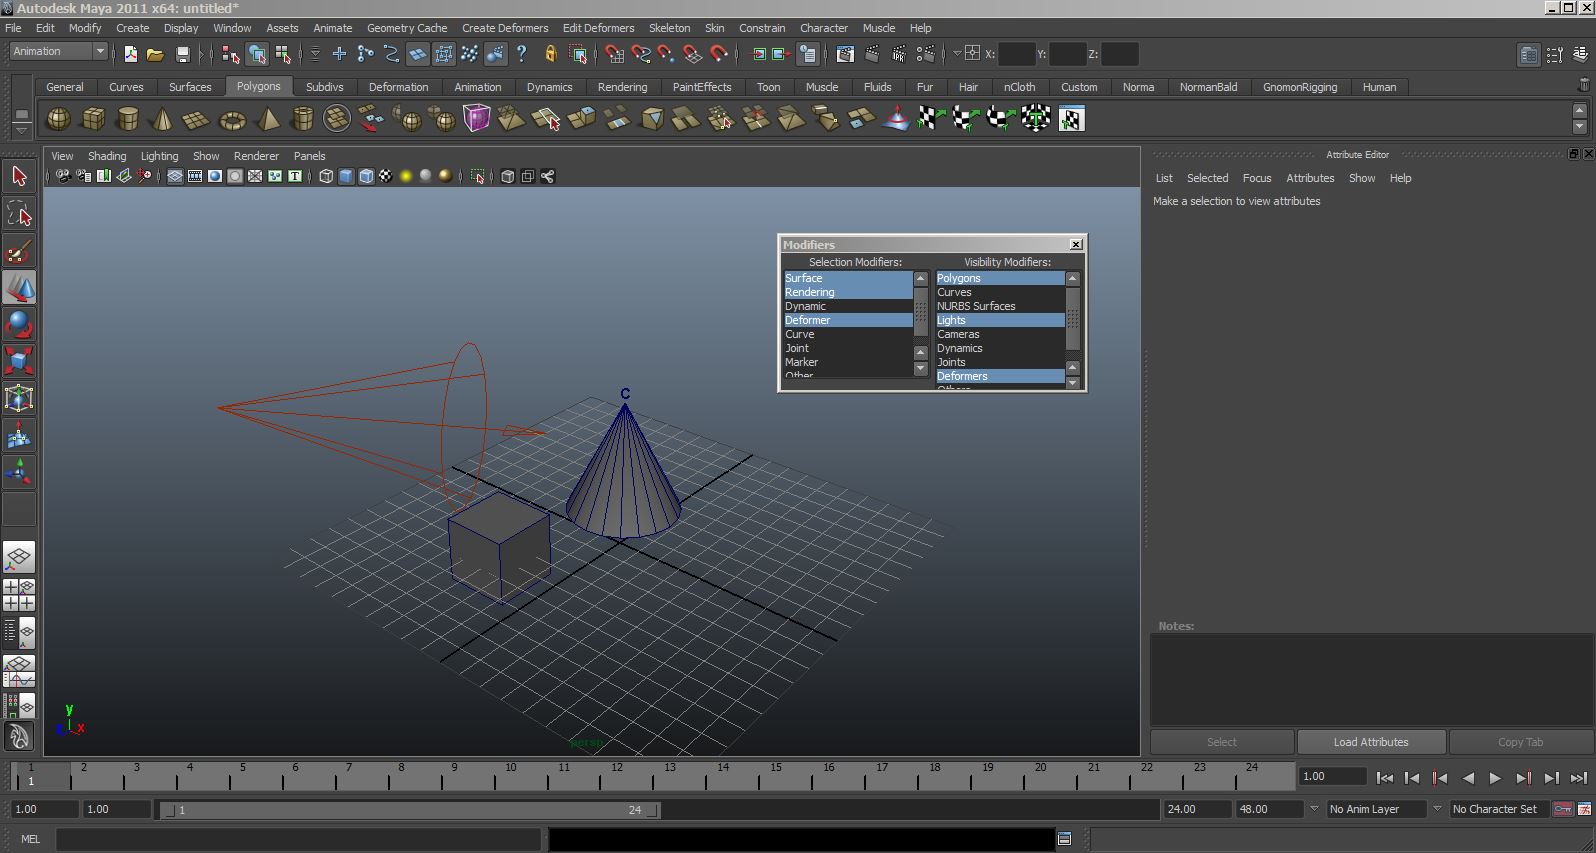 Autodesk Maya 2011 x64: untitled*
File Edit Modify Create Display Window Assets Animate Geometry Cache Create Deformers Edit Deformers Skeleton Skin Constrain Character Muscle Help
Animation X: Y: Z:
General Curves Surfaces Polygons Subdivs Deformation Animation Dynamics Rendering PaintEffects Toon Muscle Fluids Fur Hair nCloth Custom Norma NormanBald GnomonRigging Human
View Shading Lighting Show Renderer Panels
Attribute Editor
List Selected Focus Attributes Show Help
Make a selection to view attributes
Modifiers
Selection Modifiers:
Surface
Rendering
Dynamic
Deformer
Curve
Joint
Marker
Other
Visibility Modifiers:
Polygons
Curves
NURBS Surfaces
Lights
Cameras
Dynamics
Joints
Deformers
Others
C
y
x
persp
Notes:
Select Load Attributes Copy Tab
1 2 3 4 5 6 7 8 9 10 11 12 13 14 15 16 17 18 19 20 21 22 23 24
1
1.00
1.00 1.00 1 24 24.00 48.00 No Anim Layer No Character Set
MEL